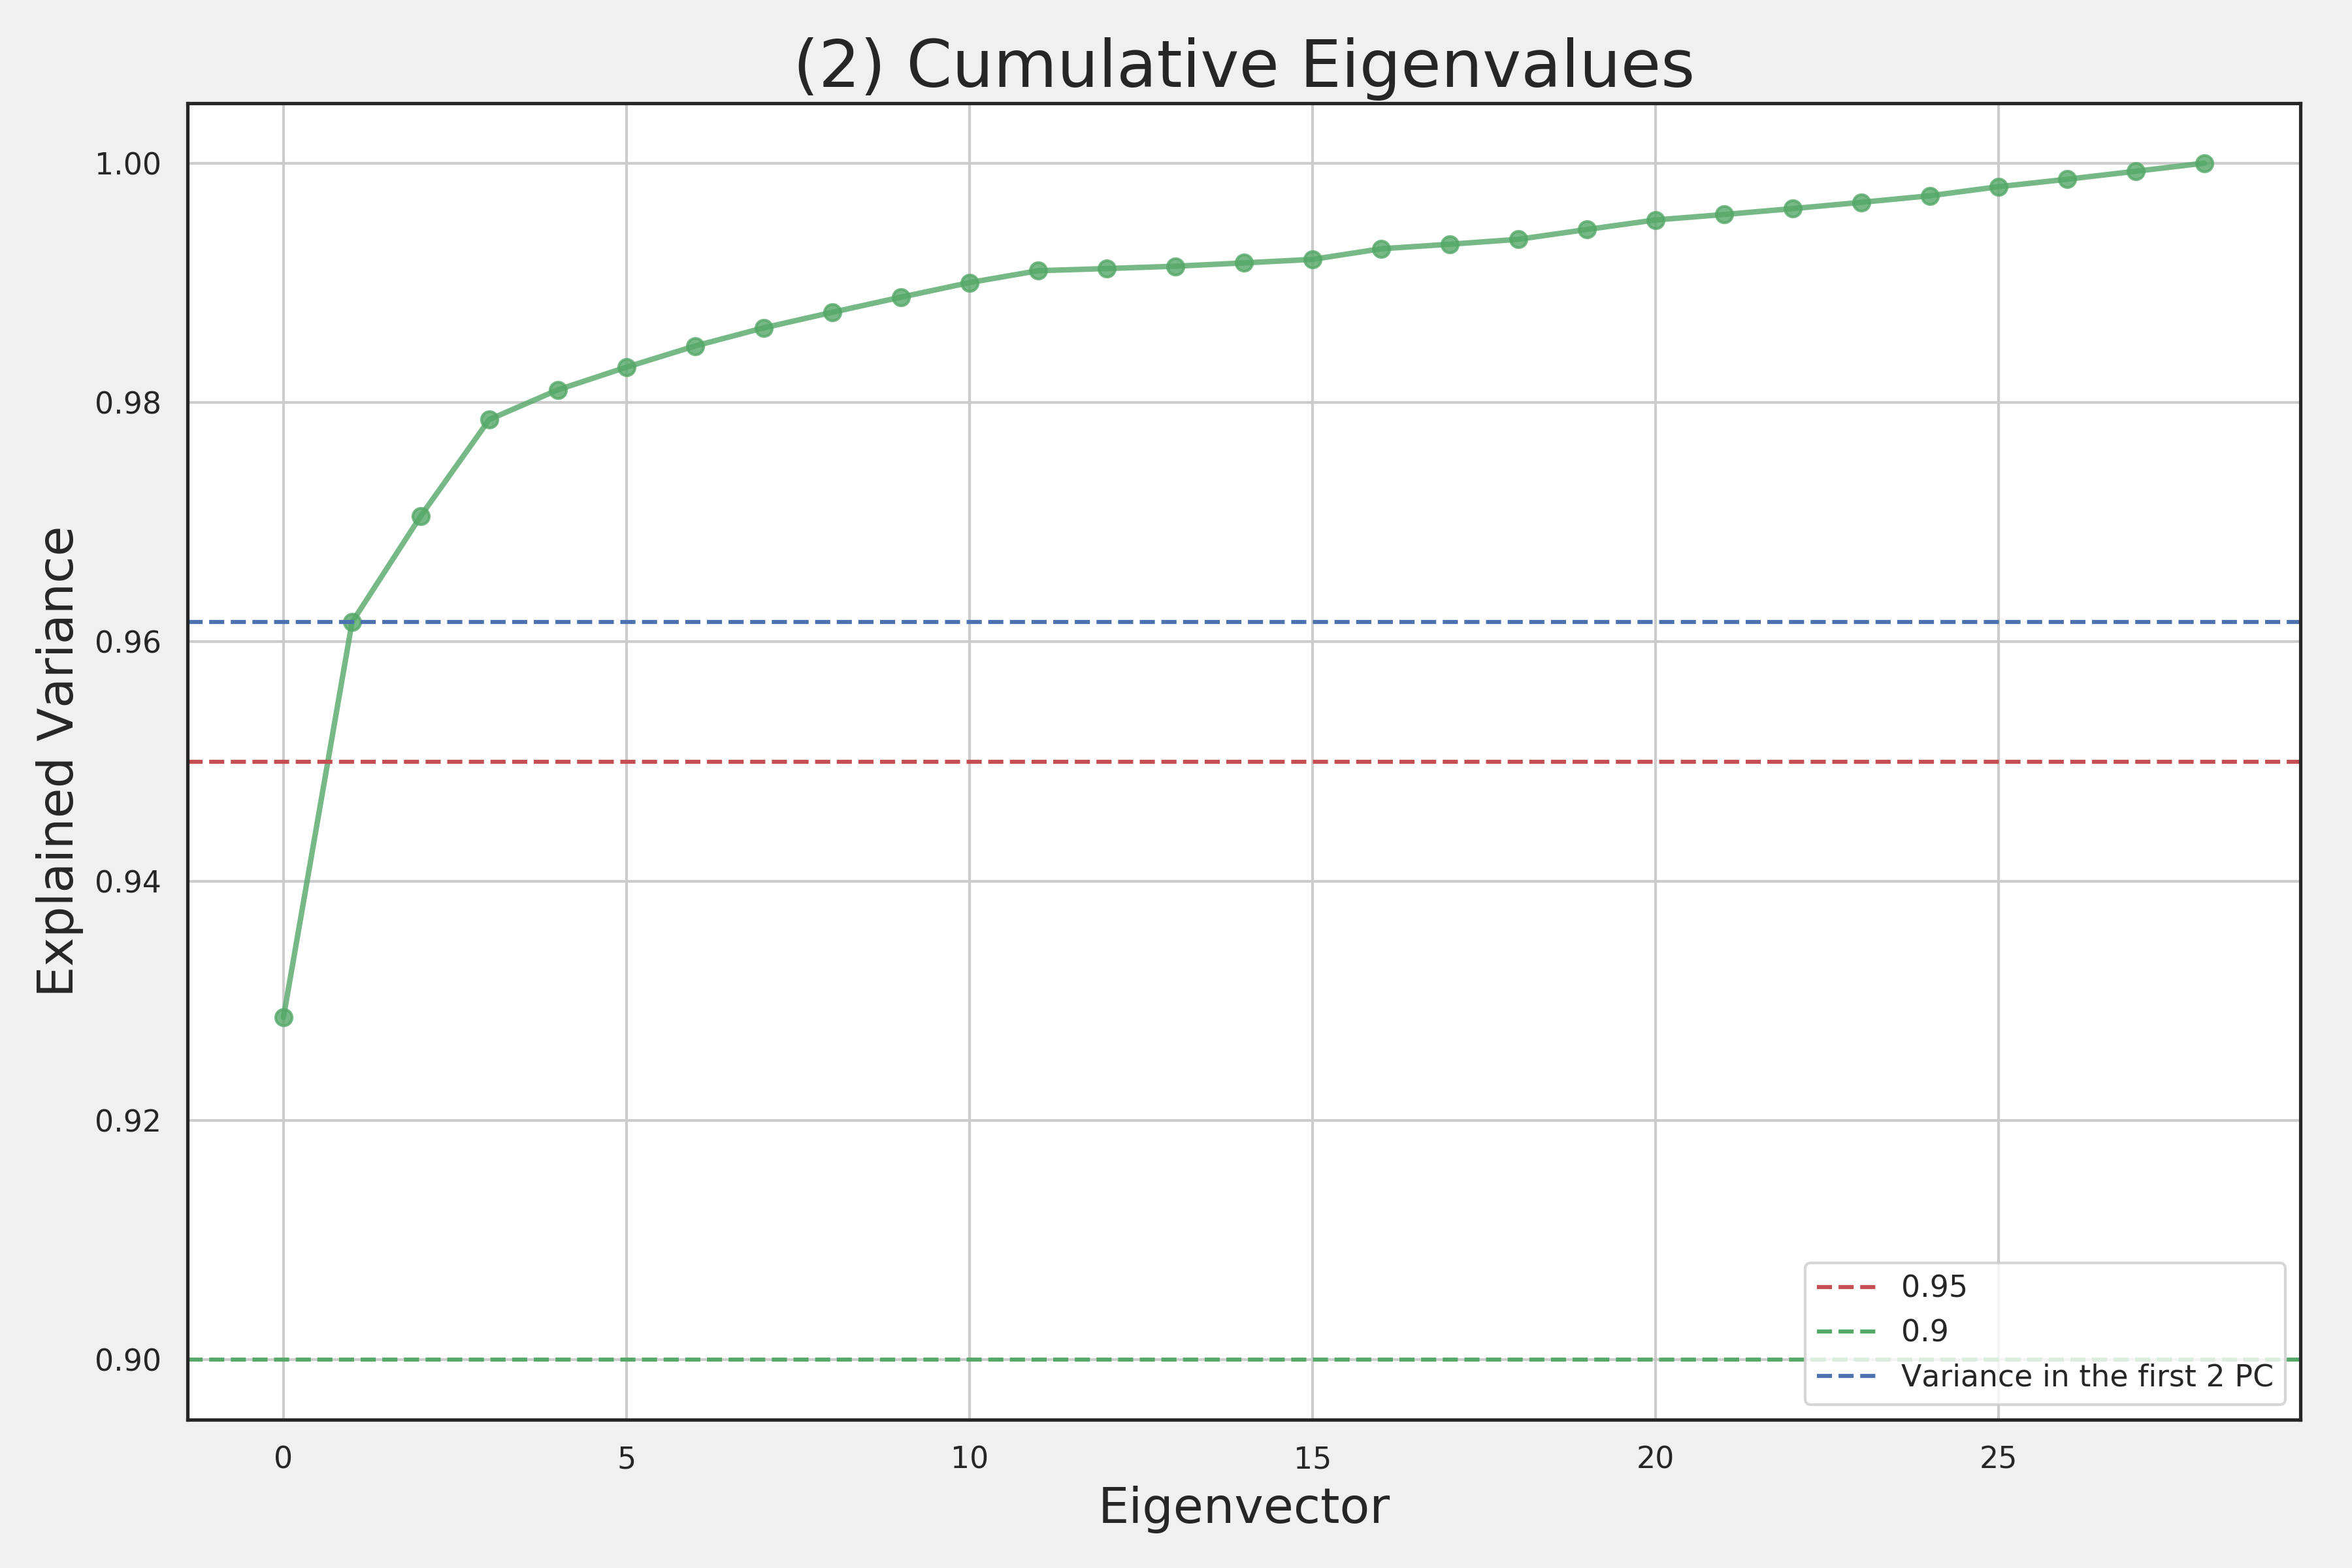 (2) Cumulative Eigenvalues
Explained Variance
1.00
0.98
0.96
0.94
0.92
0.90
0 5 10 15 20 25
Eigenvector
0.95
0.9
Variance in the first 2 PC